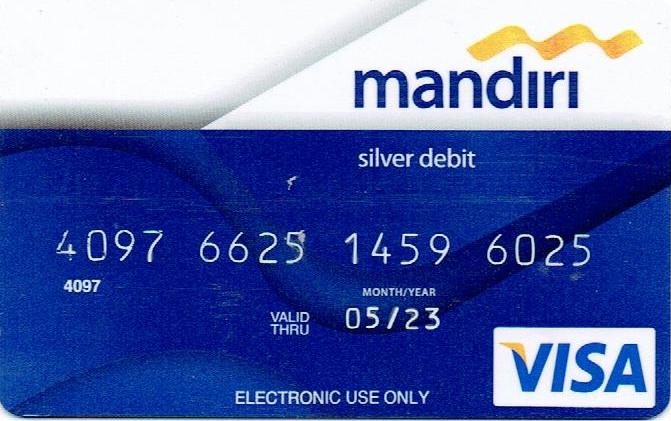 mandiri
silver debit
4097 6625 1459 6025
4097
MONTH/YEAR
VALID THRU 05/23
VISA
ELECTRONIC USE ONLY